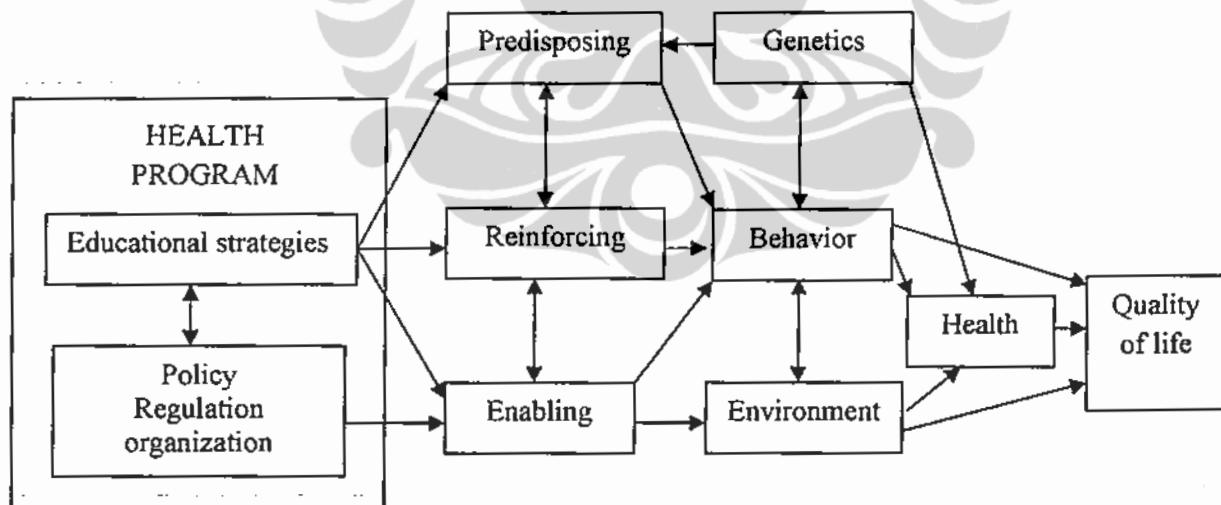 Predisposing
Genetics
HEALTH
PROGRAM
Educational strategies
Reinforcing
Behavior
Health
Quality
of life
Policy
Regulation
organization
Enabling
Environment